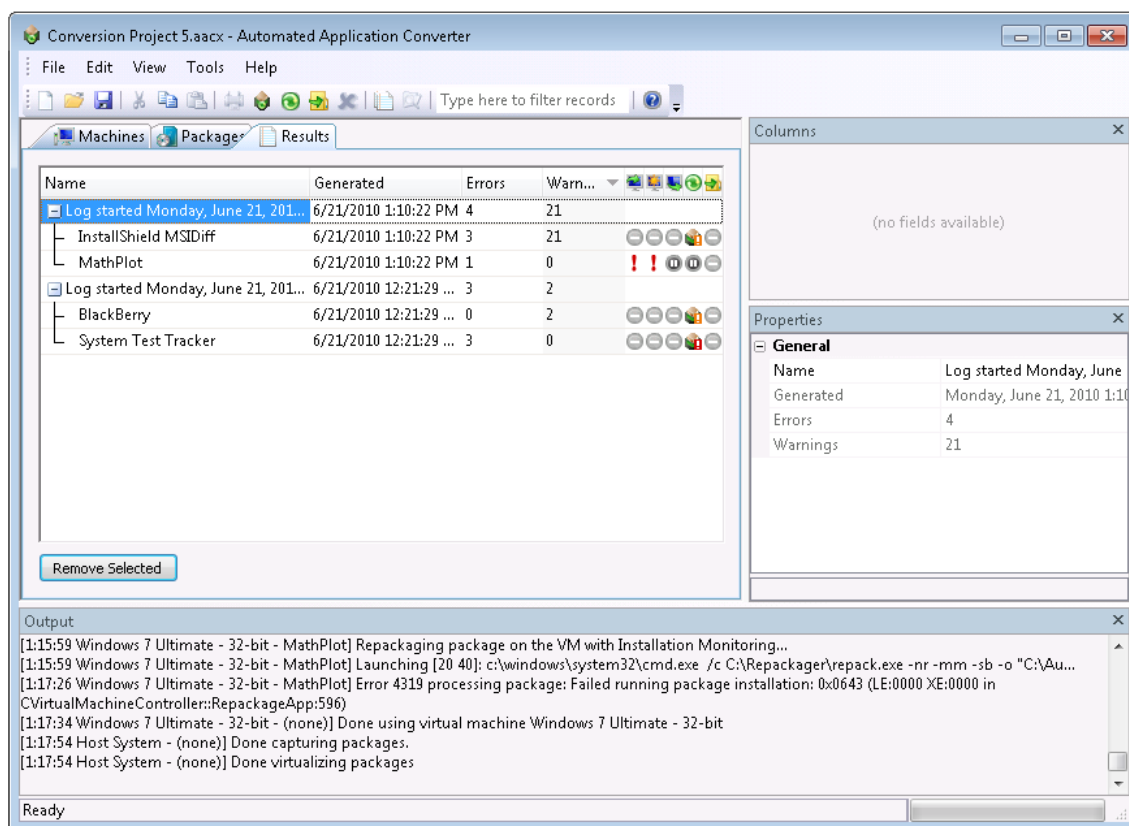 Conversion Project 5.aacx - Automated Application Converter
File Edit View Tools Help
Type here to filter records
Machines Packages Results
Name Generated Errors Warn...
Log started Monday, June 21, 201... 6/21/2010 1:10:22 PM 4 21
InstallShield MSIDiff 6/21/2010 1:10:22 PM 3 21
MathPlot 6/21/2010 1:10:22 PM 1 0
Log started Monday, June 21, 201... 6/21/2010 12:21:29 ... 3 2
BlackBerry 6/21/2010 12:21:29 ... 0 2
System Test Tracker 6/21/2010 12:21:29 ... 3 0
Remove Selected
Columns
(no fields available)
Properties
General
Name Log started Monday, June
Generated Monday, June 21, 2010 1:10
Errors 4
Warnings 21
Output
[1:15:59 Windows 7 Ultimate - 32-bit - MathPlot] Repackaging package on the VM with Installation Monitoring...
[1:15:59 Windows 7 Ultimate - 32-bit - MathPlot] Launching [20 40]: c:\windows\system32\cmd.exe /c C:\Repackager\repack.exe -nr -mm -sb -o "C:\Au...
[1:17:26 Windows 7 Ultimate - 32-bit - MathPlot] Error 4319 processing package: Failed running package installation: 0x0643 (LE:0000 XE:0000 in
CVirtualMachineController::RepackageApp:596)
[1:17:34 Windows 7 Ultimate - 32-bit - (none)] Done using virtual machine Windows 7 Ultimate - 32-bit
[1:17:54 Host System - (none)] Done capturing packages.
[1:17:54 Host System - (none)] Done virtualizing packages
Ready